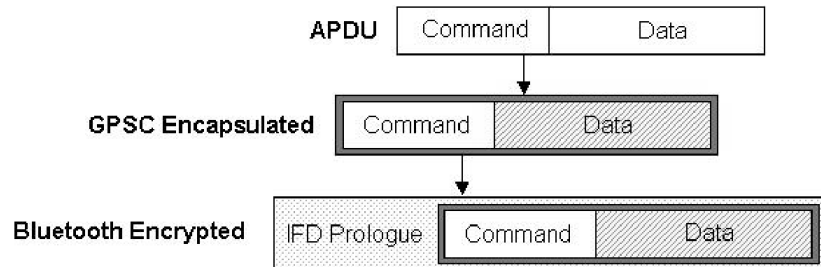 APDU Command Data
GPSC Encapsulated Command Data
Bluetooth Encrypted IFD Prologue Command Data